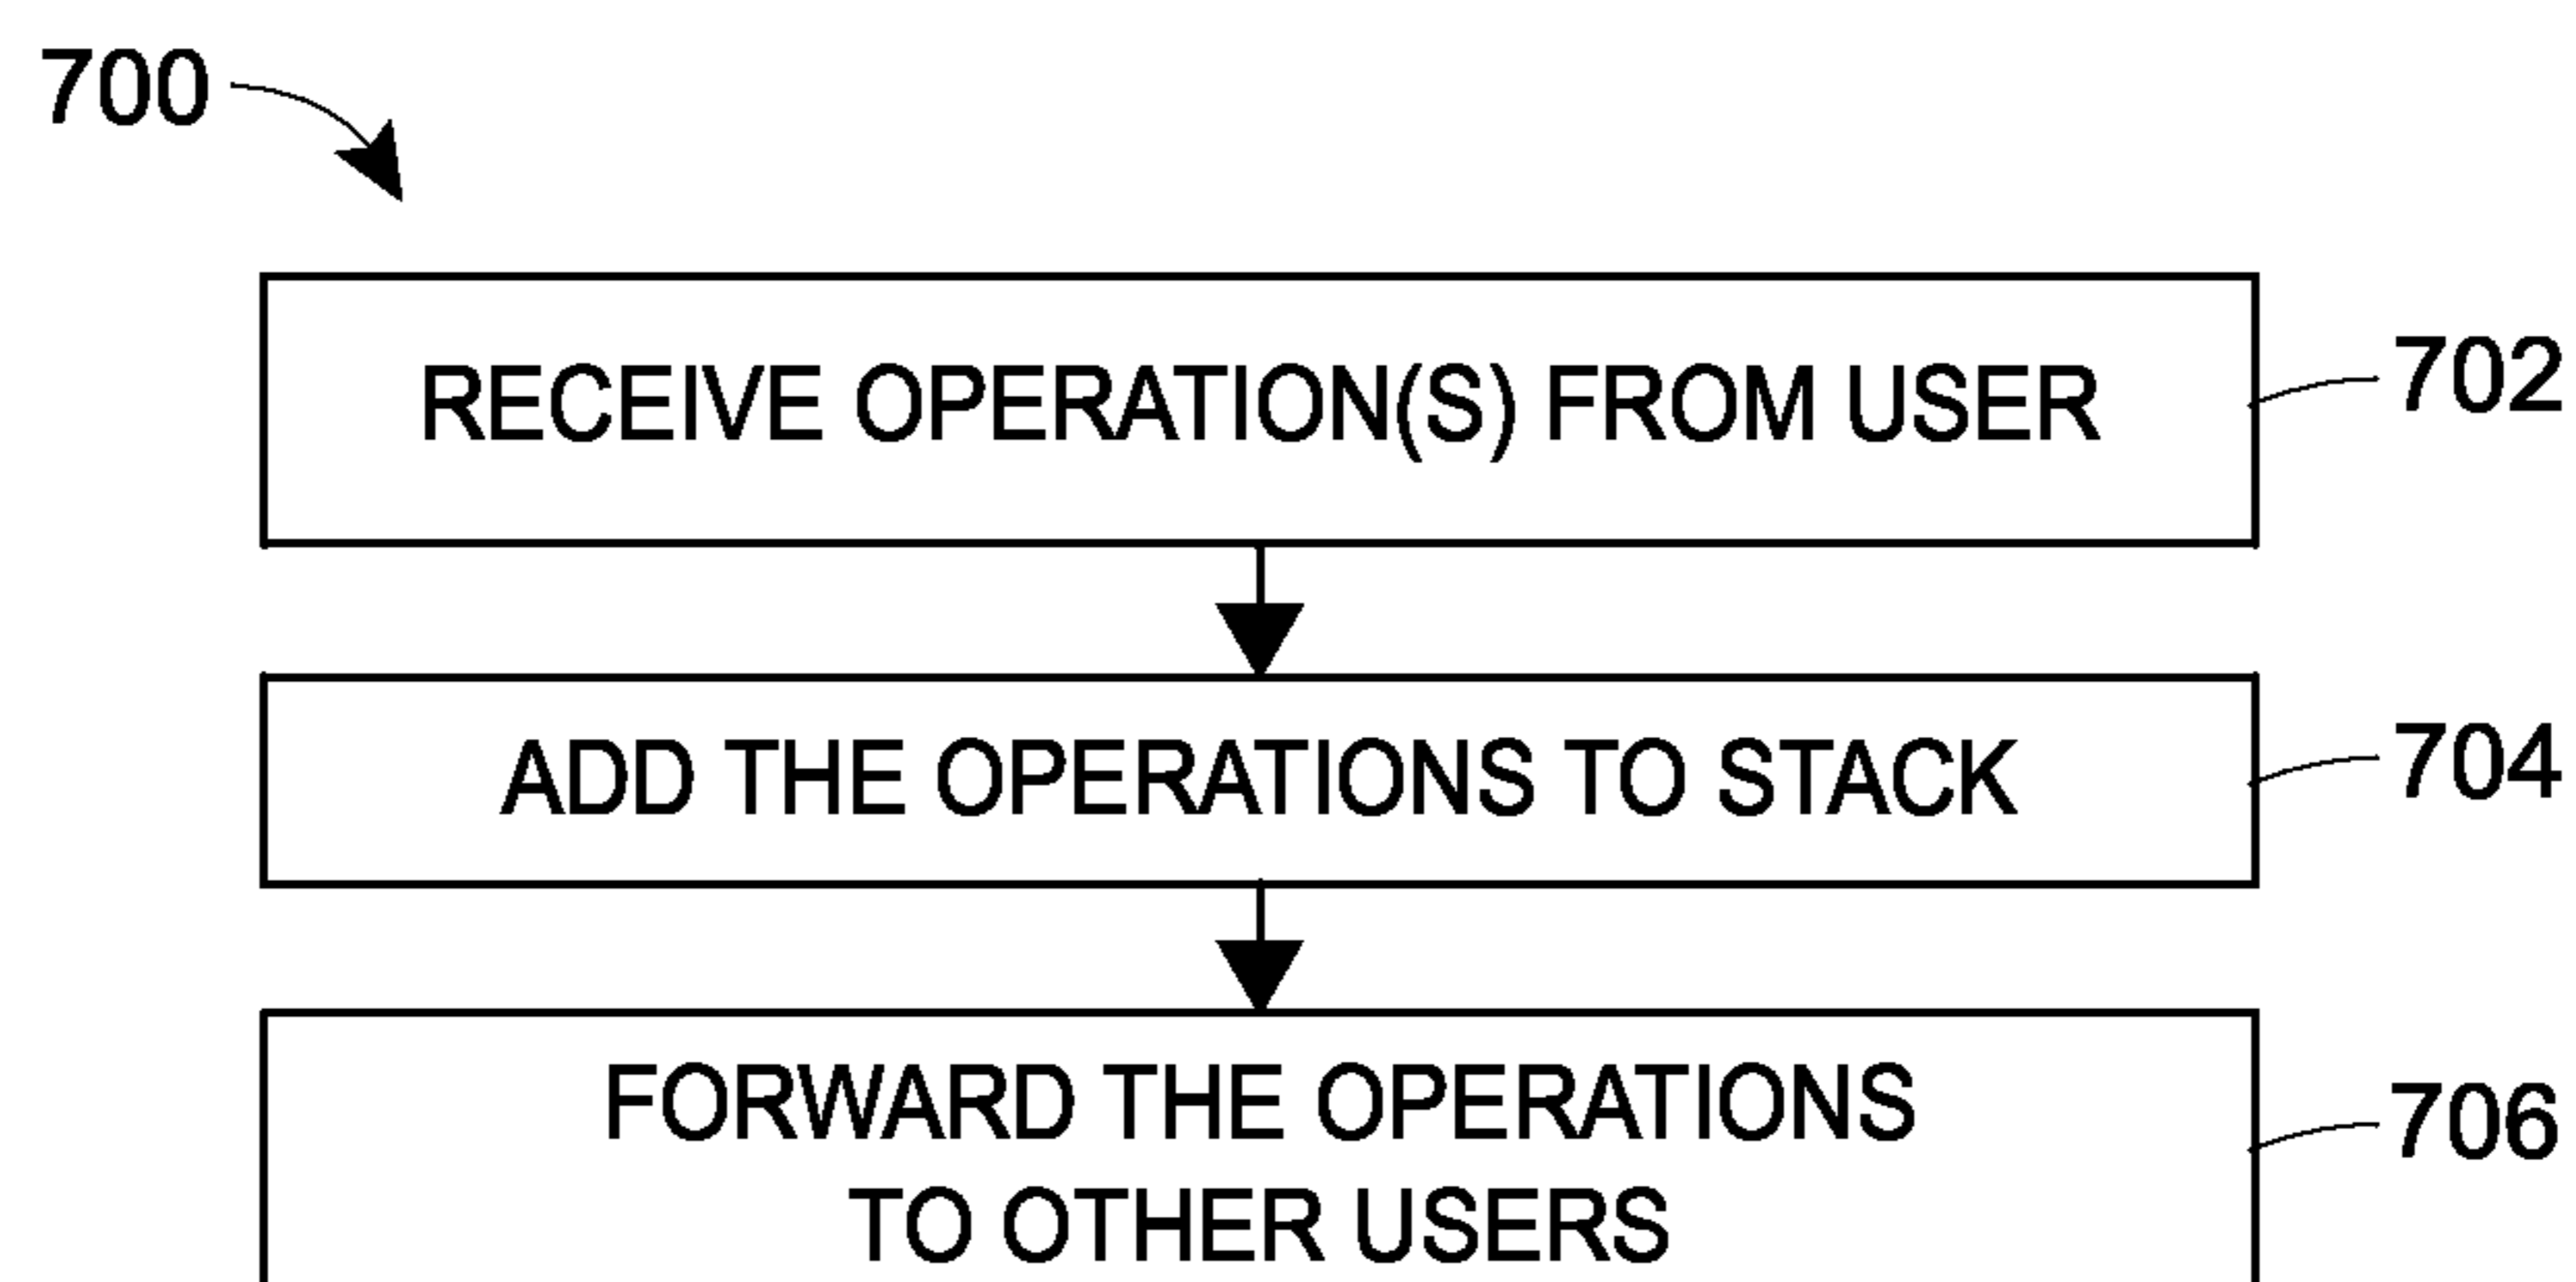 700
RECEIVE OPERATION(S) FROM USER
702
ADD THE OPERATIONS TO STACK
704
FORWARD THE OPERATIONS
706
TO OTHER USERS